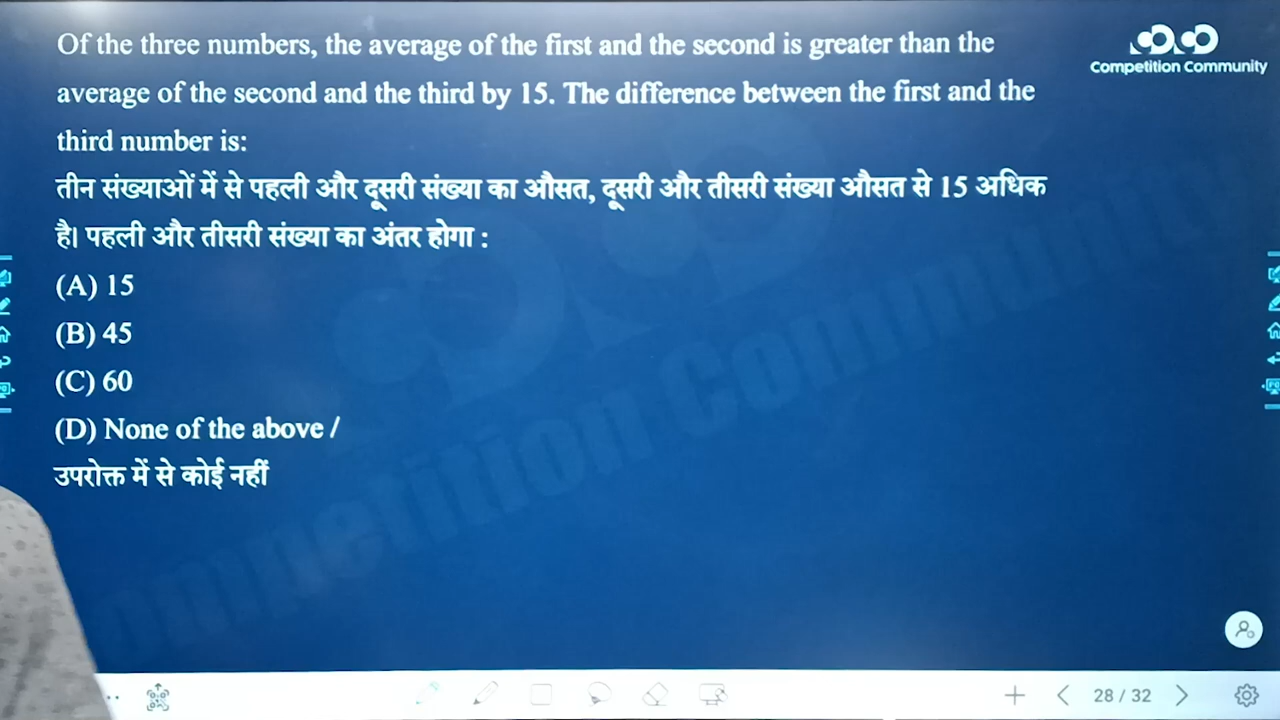 Of the three numbers, the average of the first and the second is greater than the
average of the second and the third by 15. The difference between the first and the
third number is:
तीन संख्याओं में से पहली और दूसरी संख्या का औसत, दूसरी और तीसरी संख्या औसत से 15 अधिक
है। पहली और तीसरी संख्या का अंतर होगा :
(A) 15
(B) 45
(C) 60
(D) None of the above /
उपरोक्त में से कोई नहीं
Competition Community
Competition Community
28 / 32